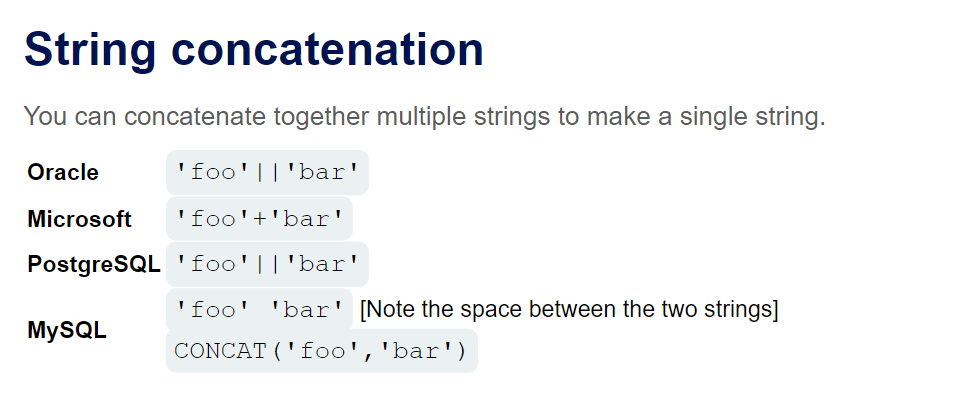 String concatenation
You can concatenate together multiple strings to make a single string.
Oracle 'foo'||'bar'
Microsoft 'foo'+'bar'
PostgreSQL 'foo'||'bar'
MySQL 'foo' 'bar' [Note the space between the two strings]
CONCAT('foo','bar')